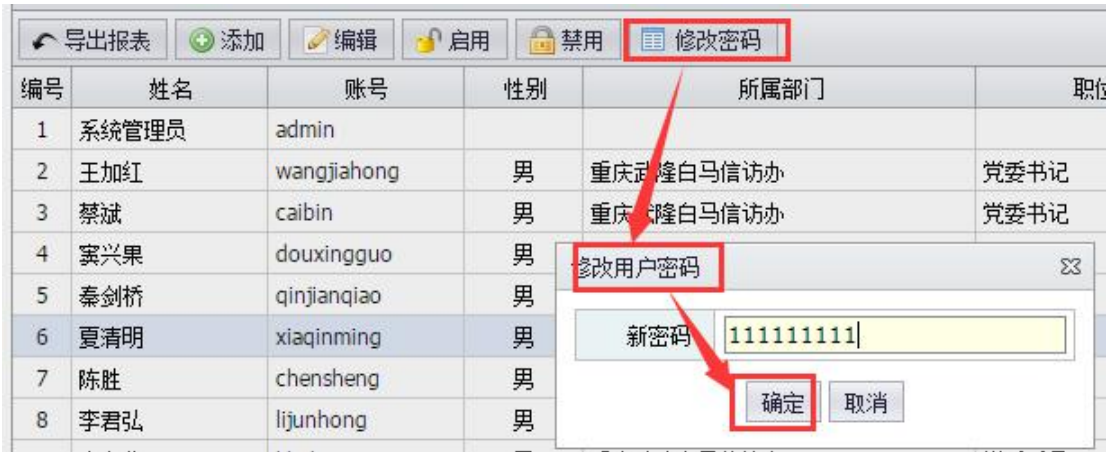 导出报表 添加 编辑 启用 禁用 修改密码
编号 姓名 账号 性别 所属部门
1 系统管理员 admin
2 王加红 wangjiahong 男 重庆武隆白马信访办 党委书记
3 蔡斌 caibin 男 重庆武隆白马信访办 党委书记
4 窦兴果 douxingguo 男
5 秦剑桥 qinjianqiao 男
6 夏清明 xiaqinming 男
7 陈胜 chensheng 男
8 李君弘 lijunhong 男
修改用户密码
新密码 111111111
确定 取消